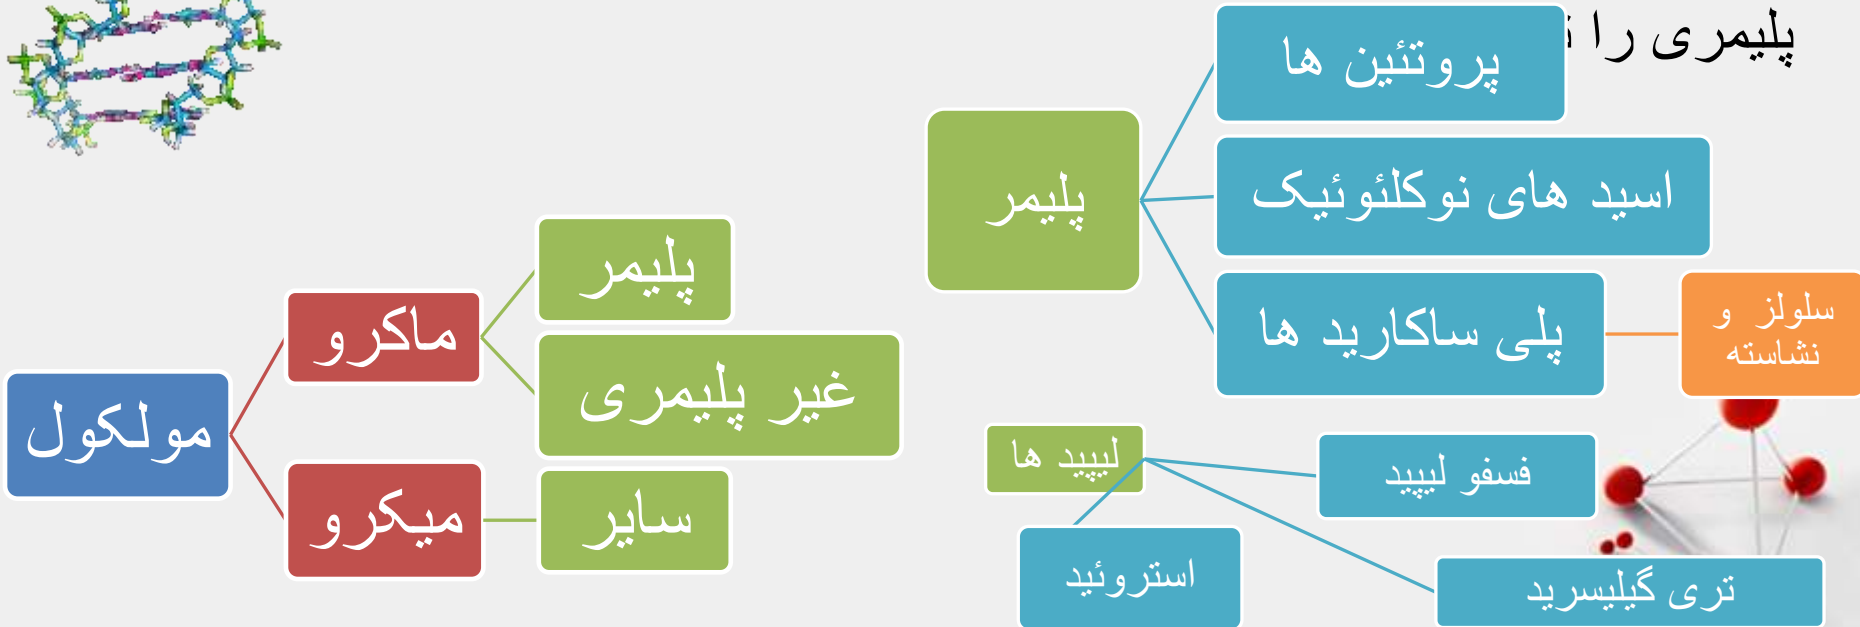 پلیمری را
پروتئین ها
اسید های نوکلئوئیک
پلیمر
پلی ساکارید ها
سلولز و
نشاسته
پلیمر
ماکرو
غیر پلیمری
مولکول
میکرو
سایر
لیپید ها
فسفو لیپید
استروئید
تری گیلیسرید